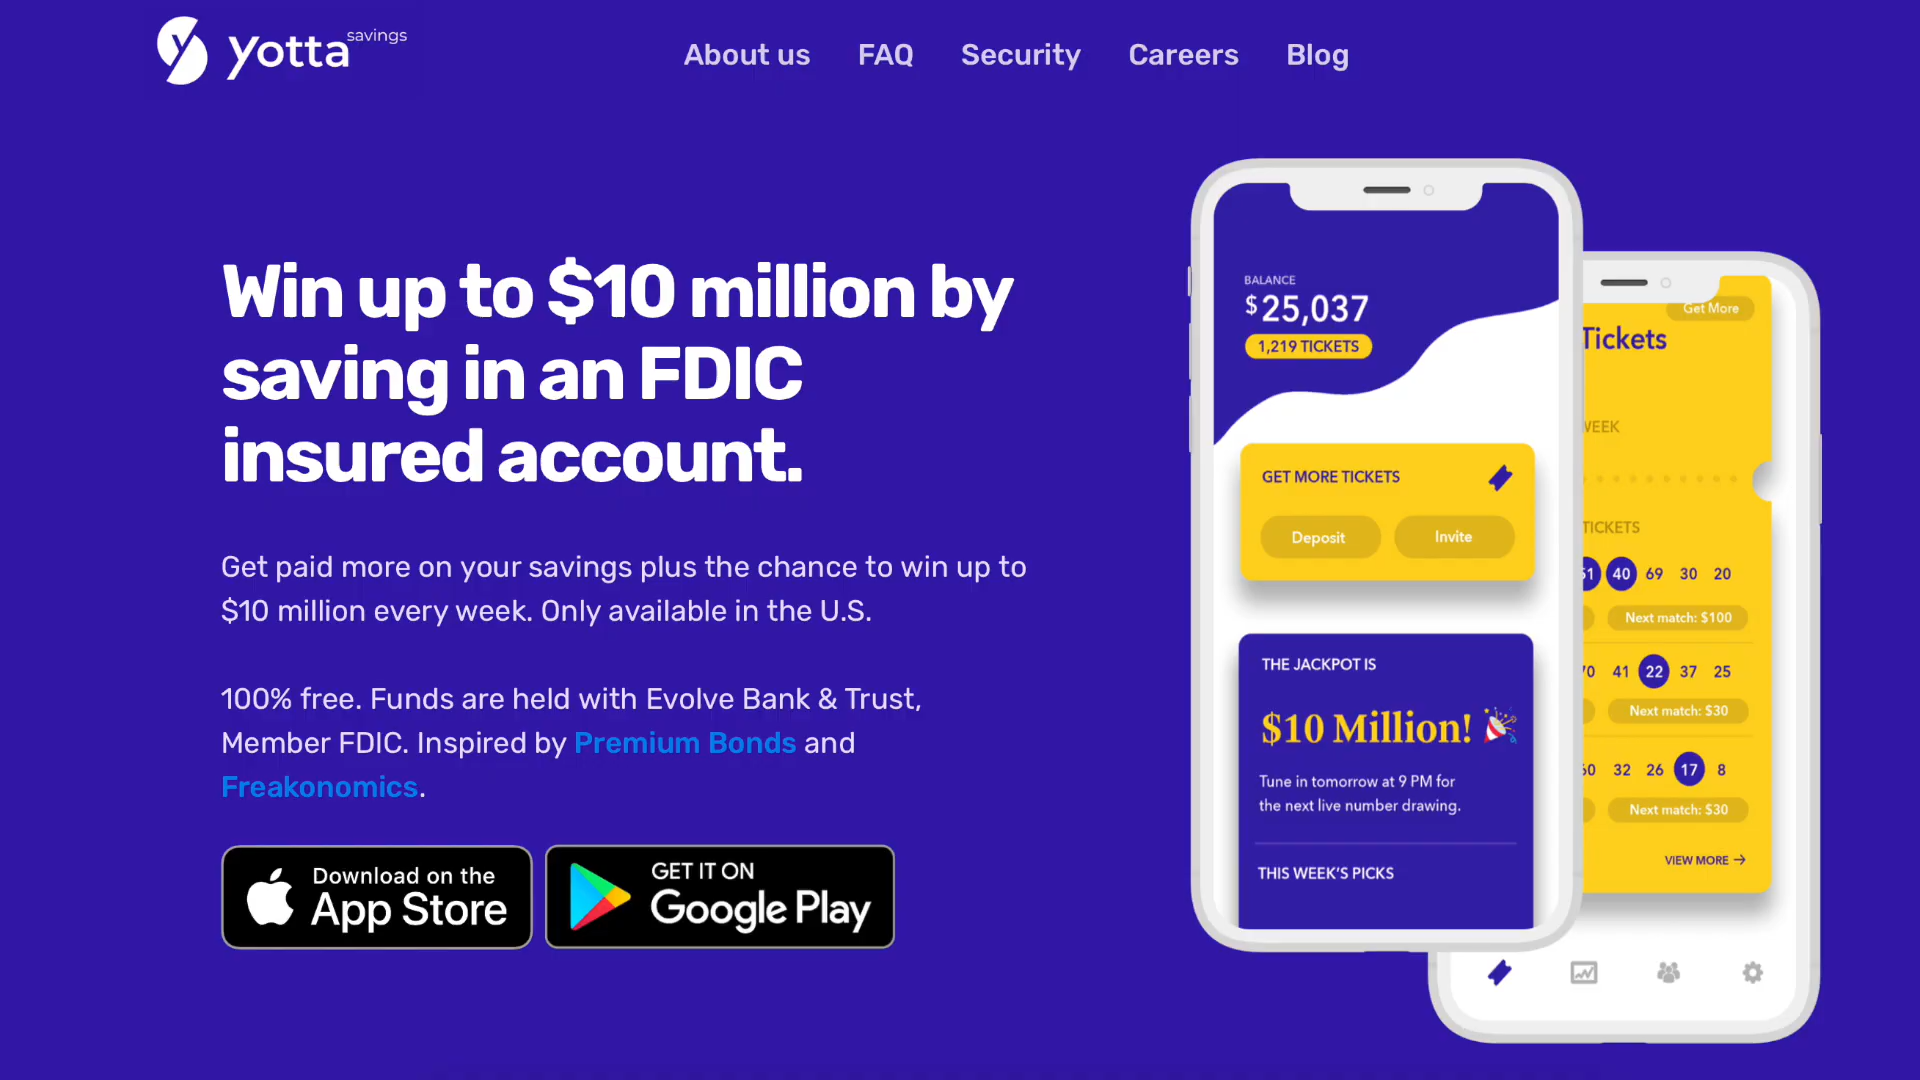 yotta savings
About us FAQ Security Careers Blog
Win up to $10 million by
saving in an FDIC
insured account.
Get paid more on your savings plus the chance to win up to
$10 million every week. Only available in the U.S.
100% free. Funds are held with Evolve Bank & Trust,
Member FDIC. Inspired by Premium Bonds and
Freakonomics.
Download on the
App Store
GET IT ON
Google Play
BALANCE
$25,037
1,219 TICKETS
GET MORE TICKETS
Deposit Invite
THE JACKPOT IS
$10 Million!
Tune in tomorrow at 9 PM for
the next live number drawing.
THIS WEEK'S PICKS
Get More
Tickets
WEEK
TICKETS
51 40 69 30 20
Next match: $100
41 22 37 25
Next match: $30
32 26 17 8
Next match: $30
VIEW MORE